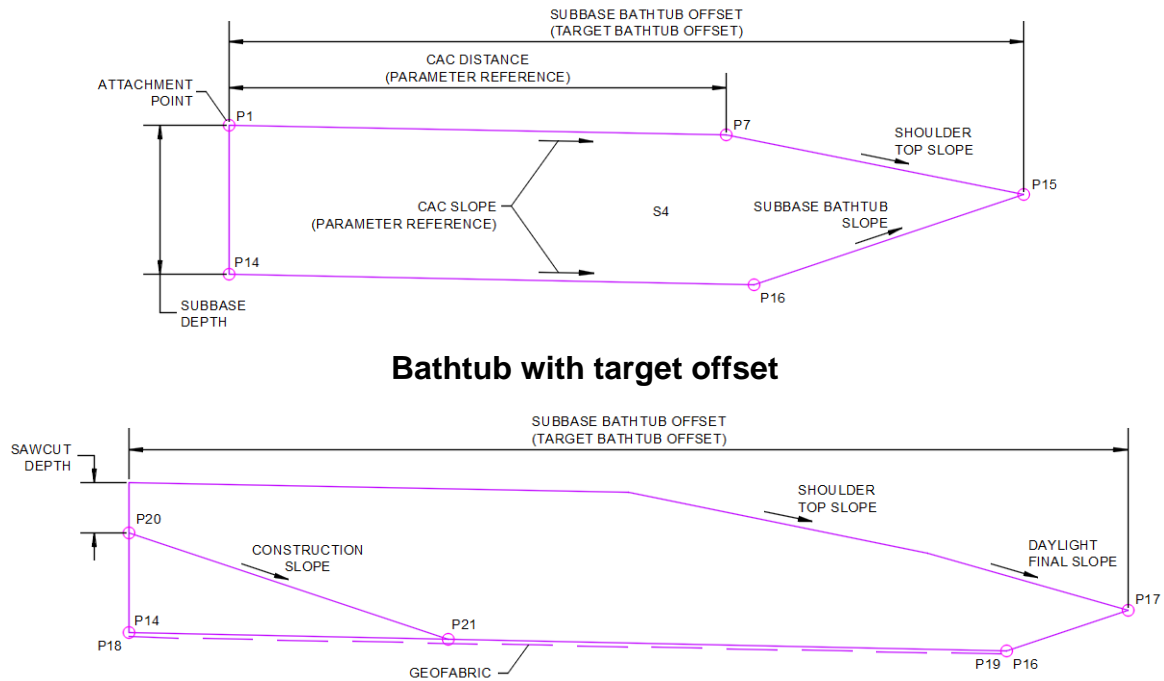 SUBBASE BATHTUB OFFSET
(TARGET BATHTUB OFFSET)
CAC DISTANCE
(PARAMETER REFERENCE)
ATTACHMENT
POINT
P1
P7
SHOULDER
TOP SLOPE
P15
CAC SLOPE
(PARAMETER REFERENCE)
S4
SUBBASE BATHTUB
SLOPE
P14
P16
SUBBASE
DEPTH
Bathtub with target offset
SUBBASE BATHTUB OFFSET
(TARGET BATHTUB OFFSET)
SAWCUT
DEPTH
SHOULDER
TOP SLOPE
P20
CONSTRUCTION
SLOPE
DAYLIGHT
FINAL SLOPE
P17
P14
P18
P21
P19 P16
GEOFABRIC